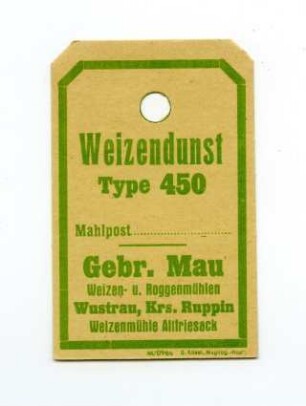 Weizendunst
Type 450
Mahlpost
Gebr. Mau
Weizen- u. Roggenmühlen
Wustrau, Krs. Ruppin
Weizenmühle Altfriesack